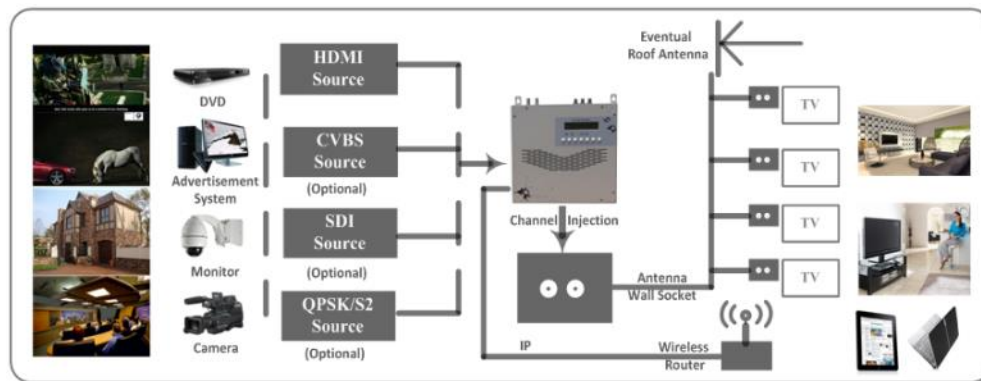 Eventual
Roof Antenna
HDMI
Source
DVD
TV
CVBS
Source
(Optional)
Advertisement
System
TV
Channel Injection
SDI
Source
(Optional)
Monitor
TV
Antenna
Wall Socket
TV
QPSK/S2
Source
(Optional)
Camera
IP
Wireless
Router